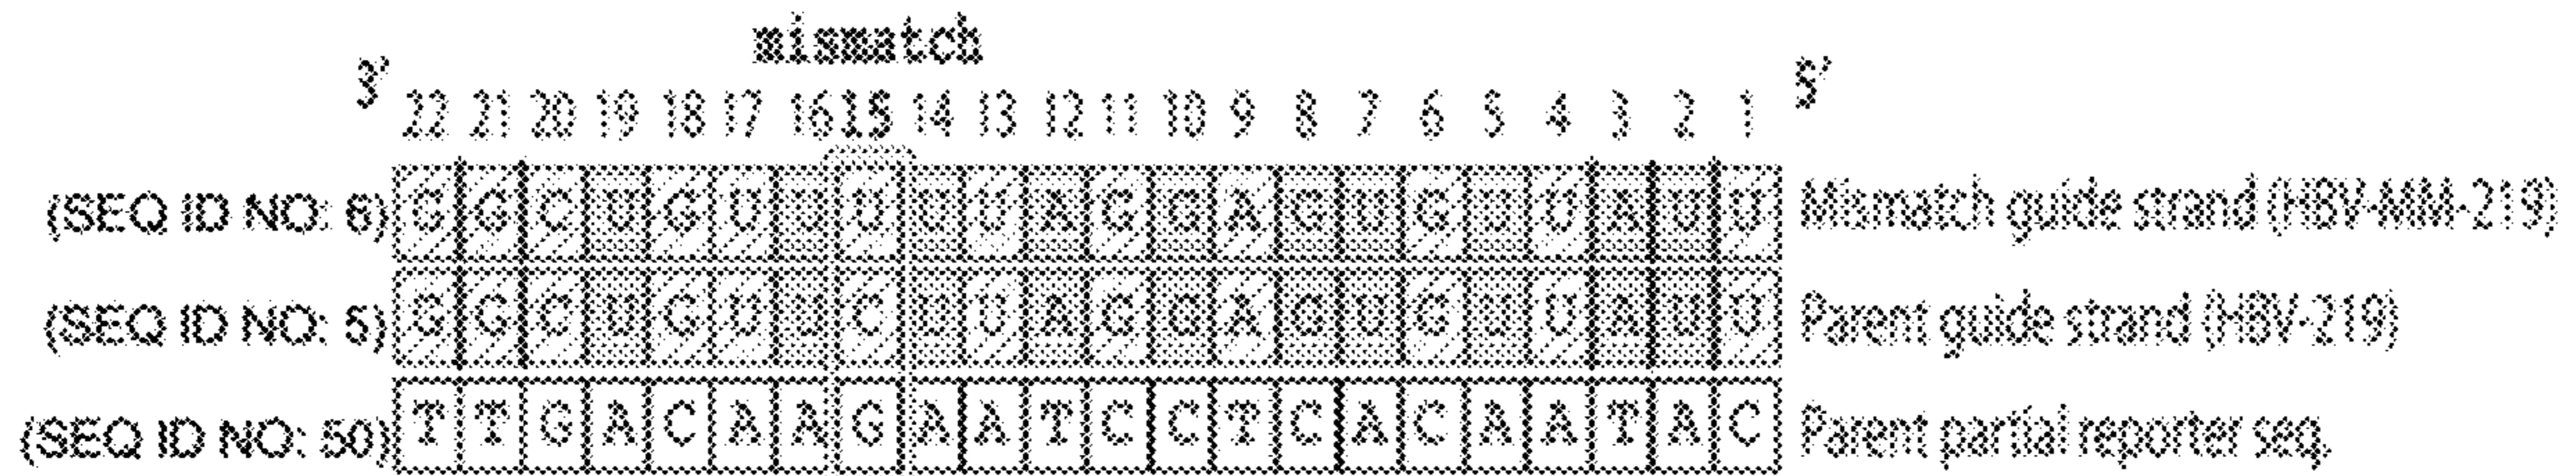 mismatch
3' 22 21 20 19 18 17 16 15 14 13 12 11 10 9 8 7 6 5 4 3 2 1 5'
(SEQ ID NO: 6) G G C U G U U U U U A G G A G U G U U A U U Mismatch guide strand (HBV-MM-219)
(SEQ ID NO: 5) G G C U G U U C U U A G G A G U G U U A U U Parent guide strand (HBV-219)
(SEQ ID NO: 50) T T G A C A A G A A T C C T C A C A A T A C Parent partial reporter seq.